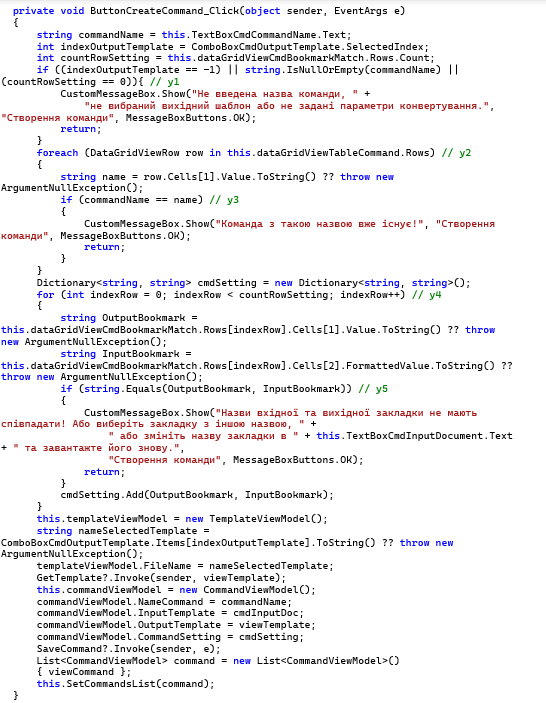 private void ButtonCreateCommand_Click(object sender, EventArgs e)
{
string commandName = this.TextBoxCmdCommandName.Text;
int indexOutputTemplate = ComboBoxCmdOutputTemplate.SelectedIndex;
int countRowSetting = this.dataGridViewCmdBookmarkMatch.Rows.Count;
if ((indexOutputTemplate == -1) || string.IsNullOrEmpty(commandName) ||
(countRowSetting == 0)){ // y1
CustomMessageBox.Show("Не введена назва команди, " +
"не вибраний вихідний шаблон або не задані параметри конвертування.",
"Створення команди", MessageBoxButtons.OK);
return;
}
foreach (DataGridViewRow row in this.dataGridViewTableCommand.Rows) // y2
{
string name = row.Cells[1].Value.ToString() ?? throw new
ArgumentNullException();
if (commandName == name) // y3
{
CustomMessageBox.Show("Команда з такою назвою вже існує!", "Створення
команди", MessageBoxButtons.OK);
return;
}
}
Dictionary<string, string> cmdSetting = new Dictionary<string, string>();
for (int indexRow = 0; indexRow < countRowSetting; indexRow++) // y4
{
string OutputBookmark =
this.dataGridViewCmdBookmarkMatch.Rows[indexRow].Cells[1].Value.ToString() ?? throw
new ArgumentNullException();
string InputBookmark =
this.dataGridViewCmdBookmarkMatch.Rows[indexRow].Cells[2].FormattedValue.ToString() ??
throw new ArgumentNullException();
if (string.Equals(OutputBookmark, InputBookmark)) // y5
{
CustomMessageBox.Show("Назви вхідної та вихідної закладки не мають
співпадати! Або виберіть закладку з іншою назвою, " +
" або змініть назву закладки в " + this.TextBoxCmdInputDocument.Text
+ " та завантажте його знову.",
"Створення команди", MessageBoxButtons.OK);
return;
}
cmdSetting.Add(OutputBookmark, InputBookmark);
}
this.templateViewModel = new TemplateViewModel();
string nameSelectedTemplate =
ComboBoxCmdOutputTemplate.Items[indexOutputTemplate].ToString() ?? throw new
ArgumentNullException();
templateViewModel.FileName = nameSelectedTemplate;
GetTemplate?.Invoke(sender, viewTemplate);
this.commandViewModel = new CommandViewModel();
commandViewModel.NameCommand = commandName;
commandViewModel.InputTemplate = cmdInputDoc;
commandViewModel.OutputTemplate = viewTemplate;
commandViewModel.CommandSetting = cmdSetting;
SaveCommand?.Invoke(sender, e);
List<CommandViewModel> command = new List<CommandViewModel>()
{ viewCommand };
this.SetCommandsList(command);
}